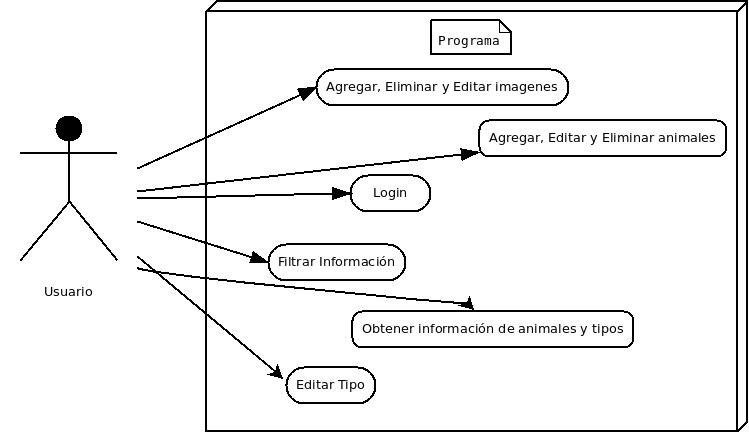 Programa
Agregar, Eliminar y Editar imagenes
Agregar, Editar y Eliminar animales
Login
Filtrar Información
Usuario
Obtener información de animales y tipos
Editar Tipo